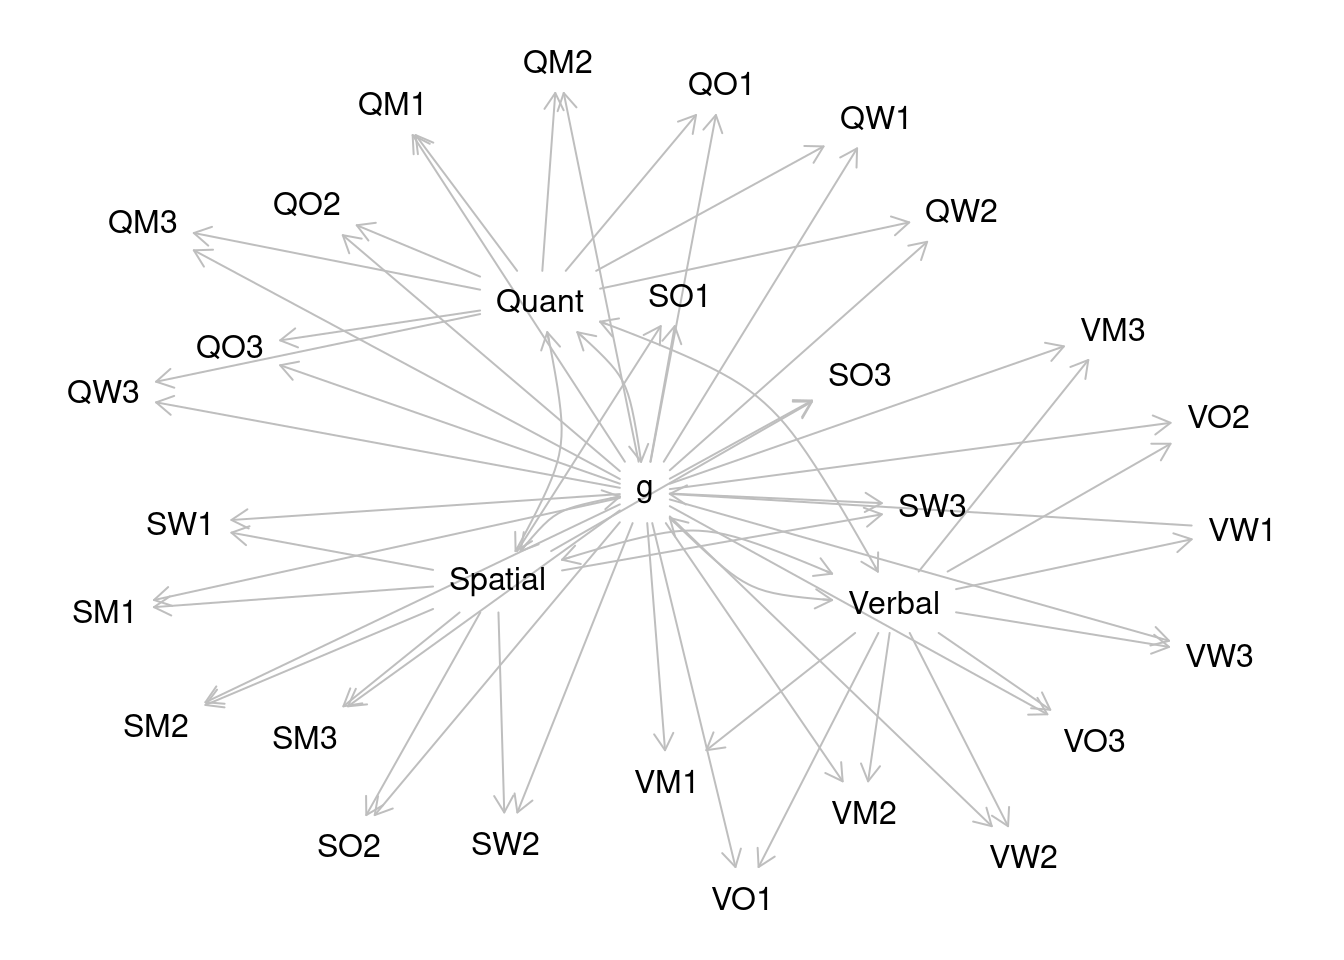 QM2
QO1
QM1
QW1
QO2
QW2
QM3
SO1
Quant
VM3
QO3
SO3
QW3
VO2
g
SW3
SW1
VW1
Spatial
Verbal
SM1
VW3
SM2
SM3
VO3
VM1
VM2
SO2
SW2
VW2
VO1